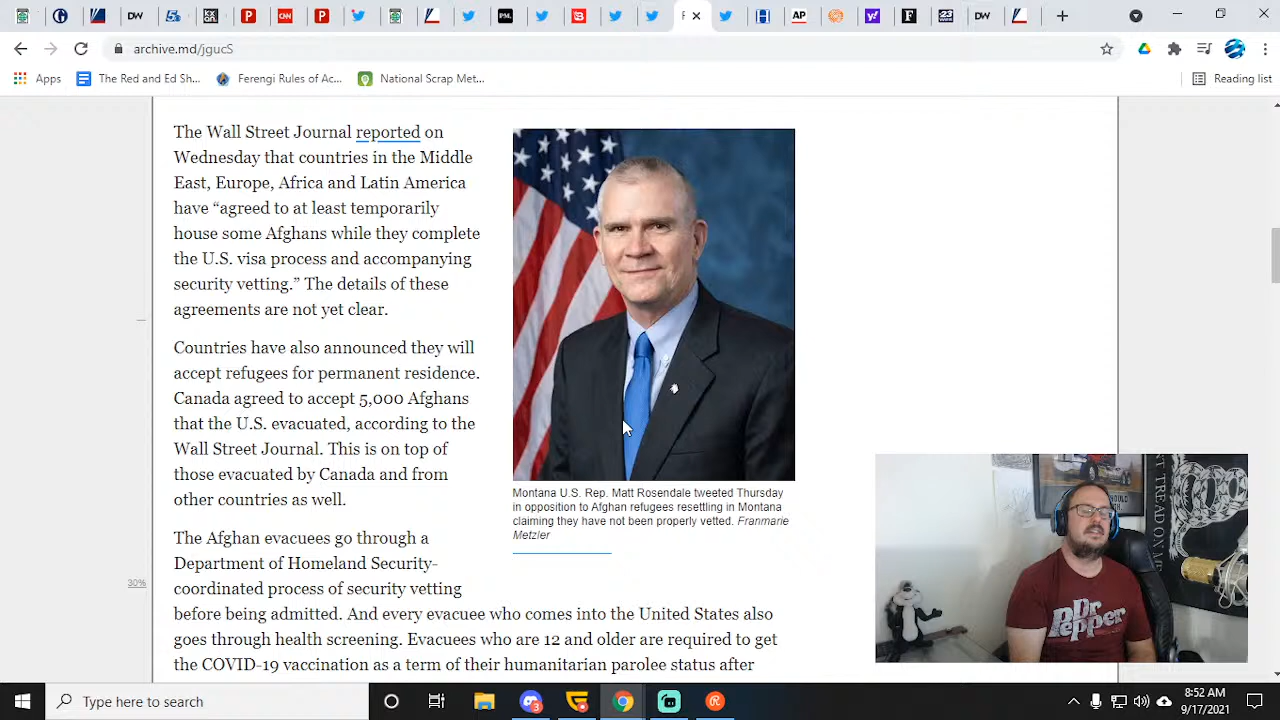 DW
CN
P
CNN
P
PM.
F
AP
F
DW
archive.md/jgucS
Apps
The Red and Ed Sh...
Ferengi Rules of Ac...
National Scrap Met...
Reading list
The Wall Street Journal reported on
Wednesday that countries in the Middle
East, Europe, Africa and Latin America
have “agreed to at least temporarily
house some Afghans while they complete
the U.S. visa process and accompanying
security vetting.” The details of these
agreements are not yet clear.
Countries have also announced they will
accept refugees for permanent residence.
Canada agreed to accept 5,000 Afghans
that the U.S. evacuated, according to the
Wall Street Journal. This is on top of
those evacuated by Canada and from
other countries as well.
Montana U.S. Rep. Matt Rosendale tweeted Thursday
in opposition to Afghan refugees resettling in Montana
claiming they have not been properly vetted. Franmarie
Metzler
The Afghan evacuees go through a
Department of Homeland Security-
coordinated process of security vetting
before being admitted. And every evacuee who comes into the United States also
goes through health screening. Evacuees who are 12 and older are required to get
the COVID-19 vaccination as a term of their humanitarian parolee status after
30%
T TREAD ON ME
Dr Pepper
Type here to search
3
8:52 AM
9/17/2021